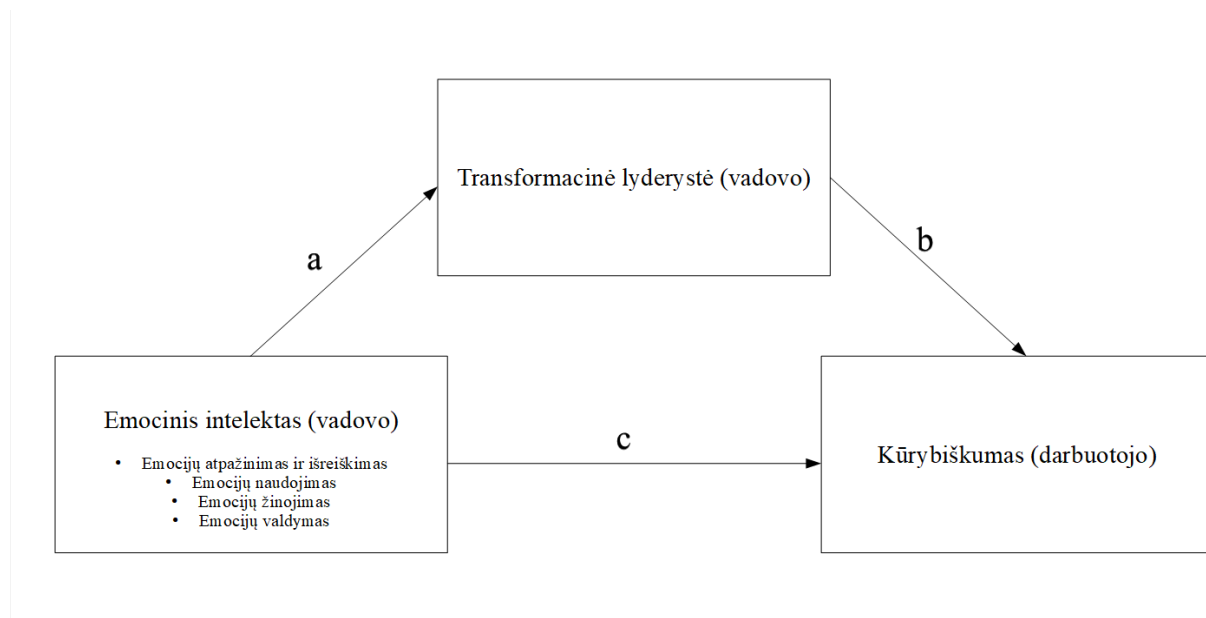 Transformacinė lyderystė (vadovo)
a
b
Emocinis intelektas (vadovo)
• Emocijų atpažinimas ir išreiškimas
• Emocijų naudojimas
• Emocijų žinojimas
• Emocijų valdymas
c
Kūrybiškumas (darbuotojo)